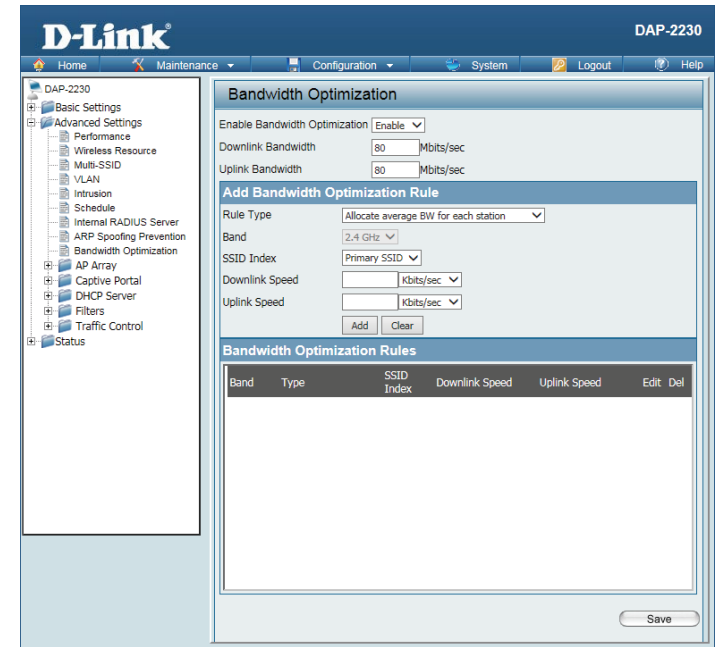 D-Link®
DAP-2230
Home Maintenance Configuration System Logout Help
DAP-2230
Basic Settings
Advanced Settings
Performance
Wireless Resource
Multi-SSID
VLAN
Intrusion
Schedule
Internal RADIUS Server
ARP Spoofing Prevention
Bandwidth Optimization
AP Array
Captive Portal
DHCP Server
Filters
Traffic Control
Status
Bandwidth Optimization
Enable Bandwidth Optimization Enable
Downlink Bandwidth 80 Mbits/sec
Uplink Bandwidth 80 Mbits/sec
Add Bandwidth Optimization Rule
Rule Type Allocate average BW for each station
Band 2.4 GHz
SSID Index Primary SSID
Downlink Speed Kbits/sec
Uplink Speed Kbits/sec
Add Clear
Bandwidth Optimization Rules
Band Type SSID Index Downlink Speed Uplink Speed Edit Del
Save